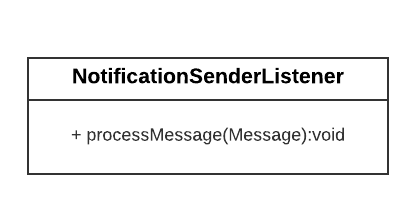 NotificationSenderListener
+ processMessage(Message):void